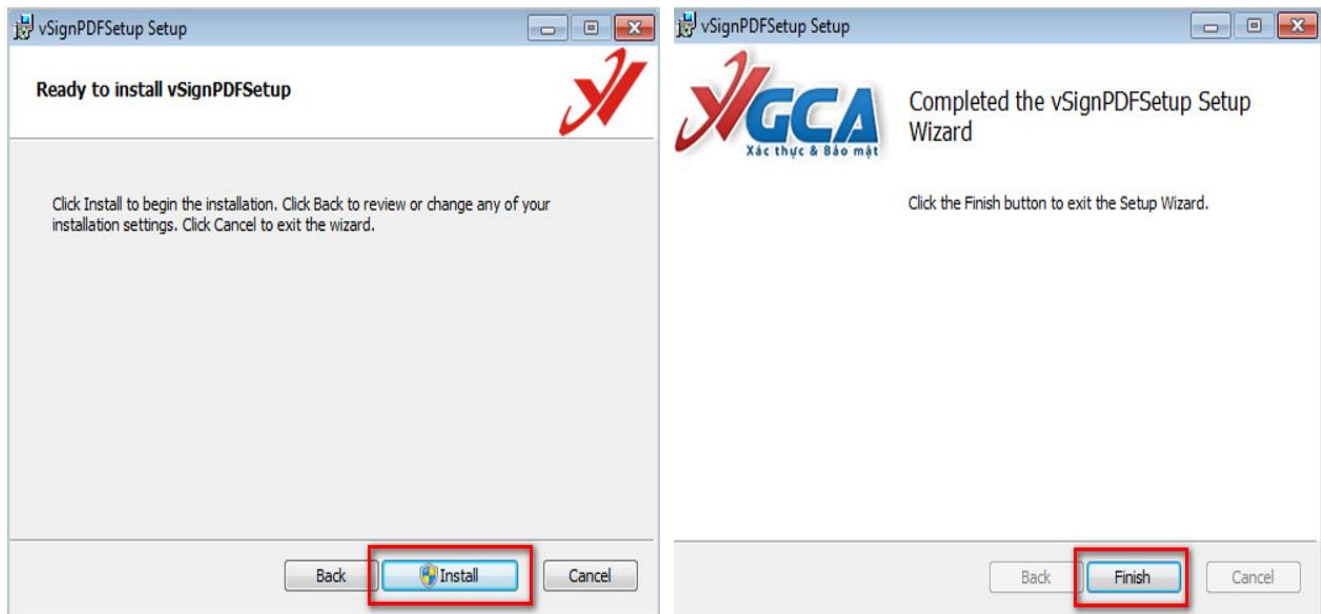 vSignPDFSetup Setup
Ready to install vSignPDFSetup
Click Install to begin the installation. Click Back to review or change any of your
installation settings. Click Cancel to exit the wizard.
Back
Install
Cancel
vSignPDFSetup Setup
VGCA
Xác thực & Bảo mật
Completed the vSignPDFSetup Setup
Wizard
Click the Finish button to exit the Setup Wizard.
Back
Finish
Cancel